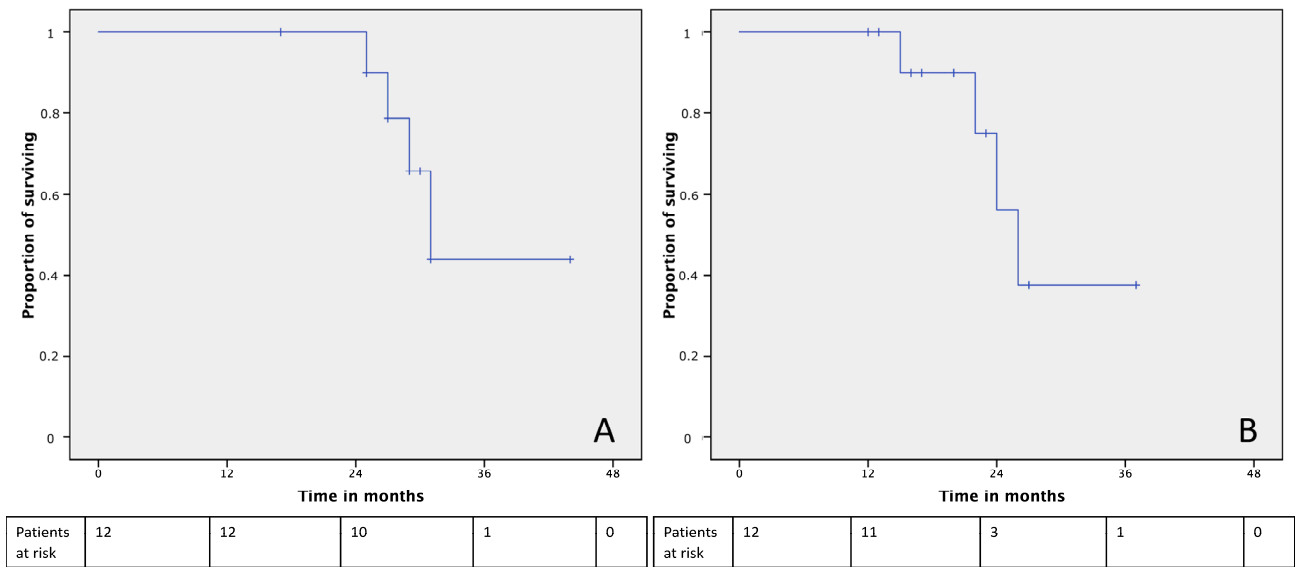 1
0.8
0.6
0.4
0.2
0
Proportion of surviving
A
0 12 24 36 48
Time in months
Patients at risk 12 12 10 1 0
1
0.8
0.6
0.4
0.2
0
Proportion of surviving
B
0 12 24 36 48
Time in months
Patients at risk 12 11 3 1 0